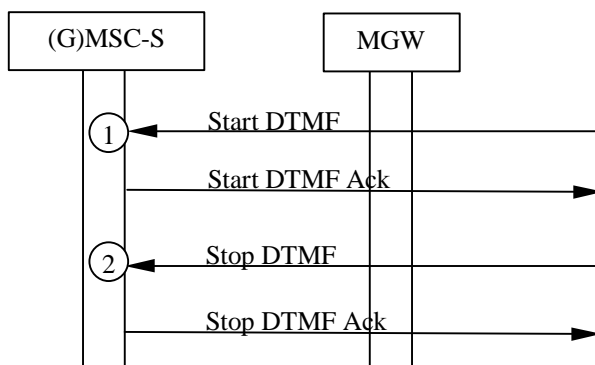 (G)MSC-S
MGW
1
Start DTMF
Start DTMF Ack
2
Stop DTMF
Stop DTMF Ack